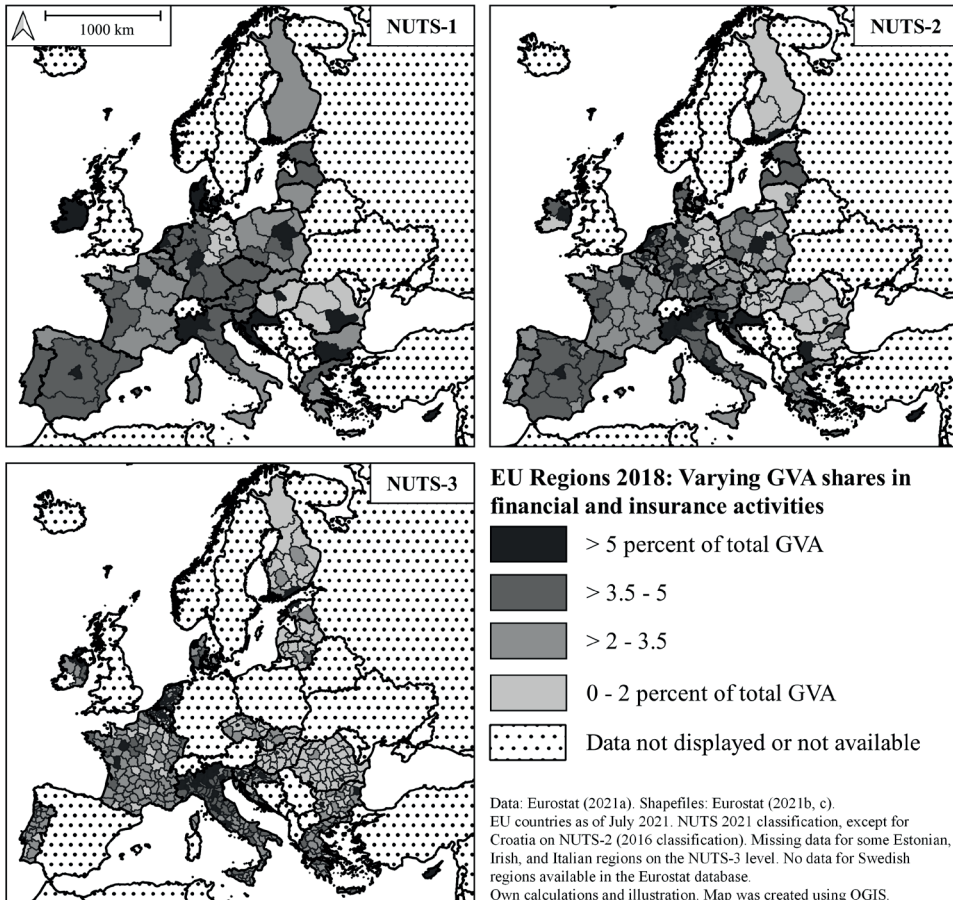 1000 km
NUTS-1
NUTS-2
NUTS-3
EU Regions 2018: Varying GVA shares in
financial and insurance activities
> 5 percent of total GVA
> 3.5 - 5
> 2 - 3.5
0 - 2 percent of total GVA
Data not displayed or not available
Data: Eurostat (2021a). Shapefiles: Eurostat (2021b, c).
EU countries as of July 2021. NUTS 2021 classification, except for
Croatia on NUTS-2 (2016 classification). Missing data for some Estonian,
Irish, and Italian regions on the NUTS-3 level. No data for Swedish
regions available in the Eurostat database.
Own calculations and illustration. Map was created using QGIS.